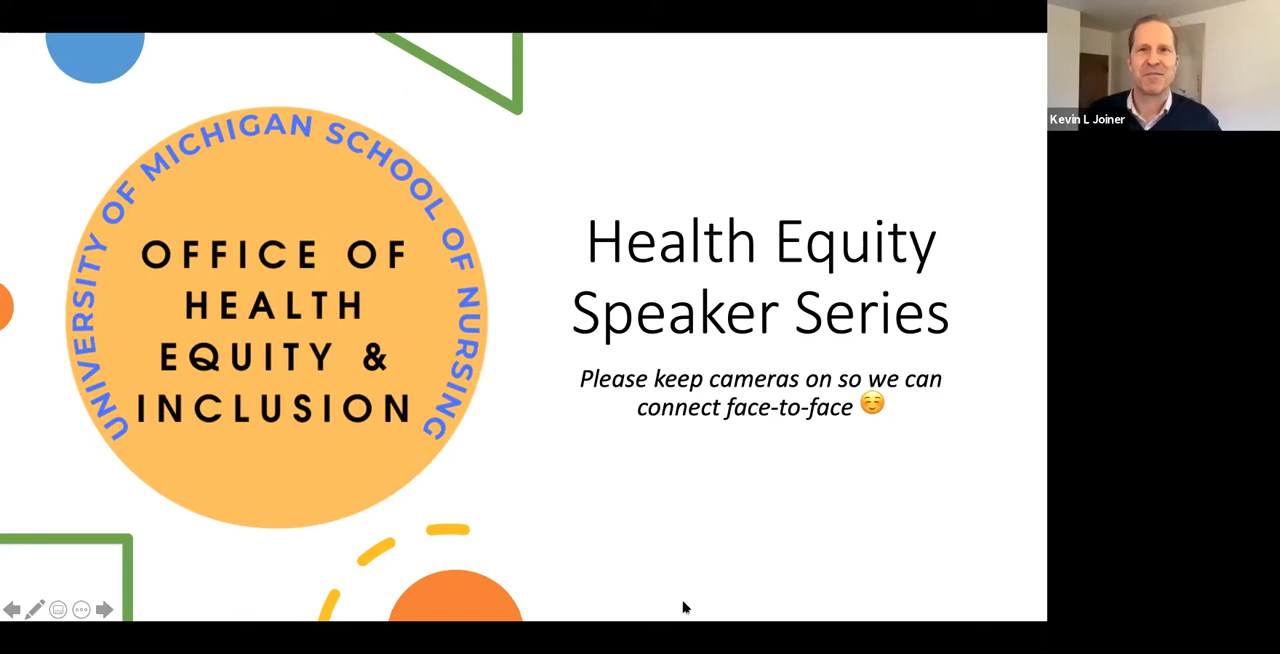 UNIVERSITY OF MICHIGAN SCHOOL OF NURSING
OFFICE OF
HEALTH
EQUITY &
INCLUSION
Health Equity
Speaker Series
Please keep cameras on so we can
connect face-to-face ☺️
Kevin L Joiner